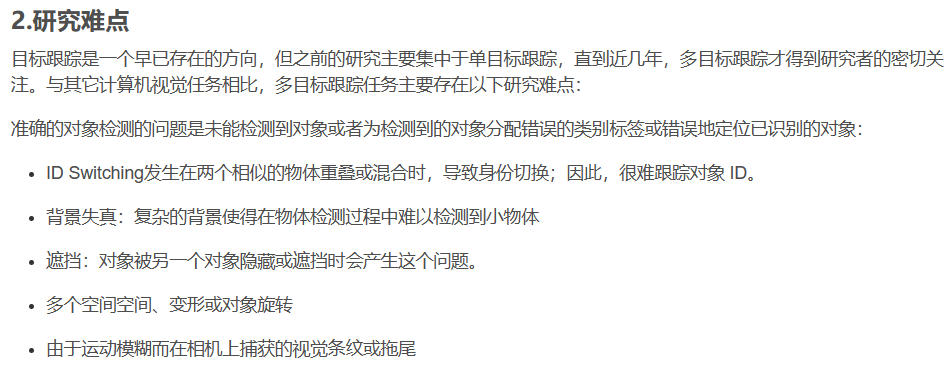 2.研究难点
目标跟踪是一个早已存在的方向，但之前的研究主要集中于单目标跟踪，直到近几年，多目标跟踪才得到研究者的密切关
注。与其它计算机视觉任务相比，多目标跟踪任务主要存在以下研究难点：
准确的对象检测的问题是未能检测到对象或者为检测到的对象分配错误的类别标签或错误地定位已识别的对象：
• ID Switching发生在两个相似的物体重叠或混合时，导致身份切换；因此，很难跟踪对象 ID。
• 背景失真：复杂的背景使得在物体检测过程中难以检测到小物体
• 遮挡：对象被另一个对象隐藏或遮挡时会产生这个问题。
• 多个空间空间、变形或对象旋转
• 由于运动模糊而在相机上捕获的视觉条纹或拖尾